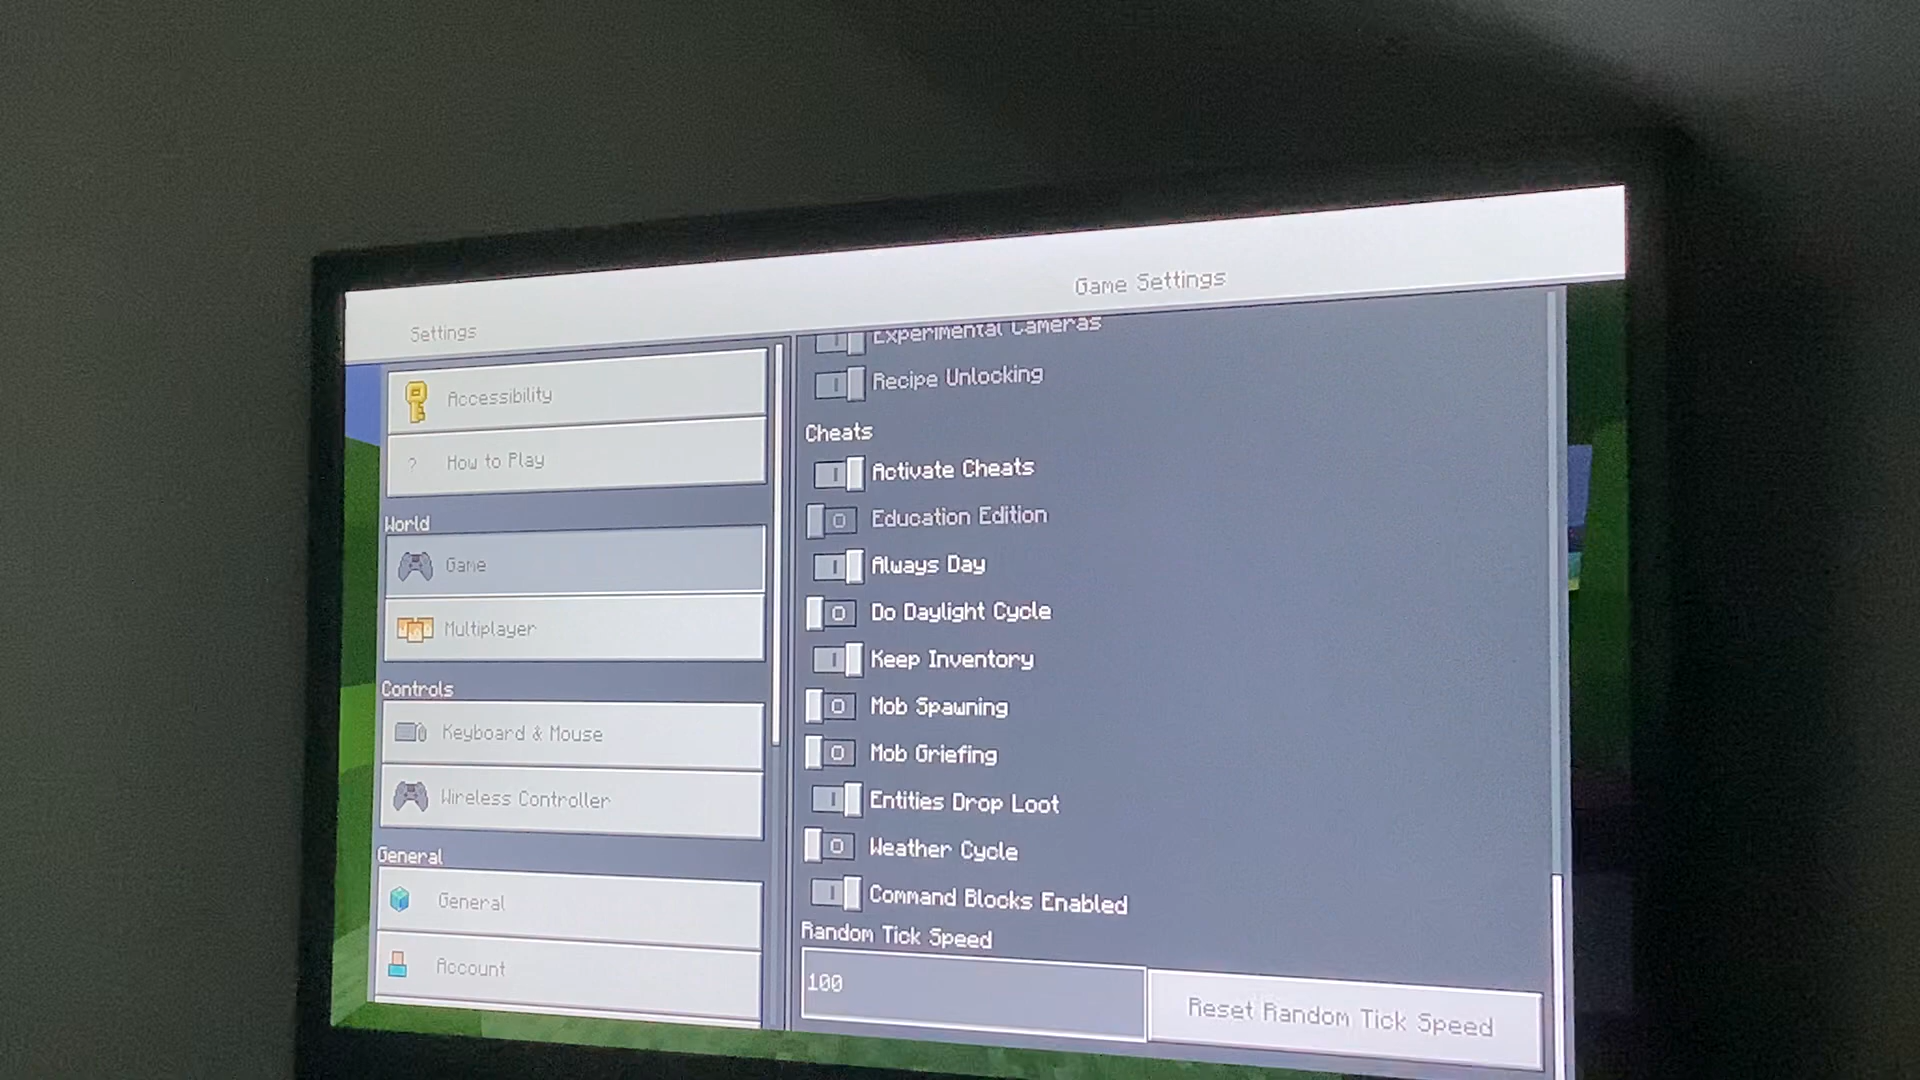 Settings
Game Settings
Accessibility
? How to Play
World
Game
Multiplayer
Controls
Keyboard & Mouse
Wireless Controller
General
General
Account
Experimental Cameras
Recipe Unlocking
Cheats
Activate Cheats
Education Edition
Always Day
Do Daylight Cycle
Keep Inventory
Mob Spawning
Mob Griefing
Entities Drop Loot
Weather Cycle
Command Blocks Enabled
Random Tick Speed
100
Reset Random Tick Speed